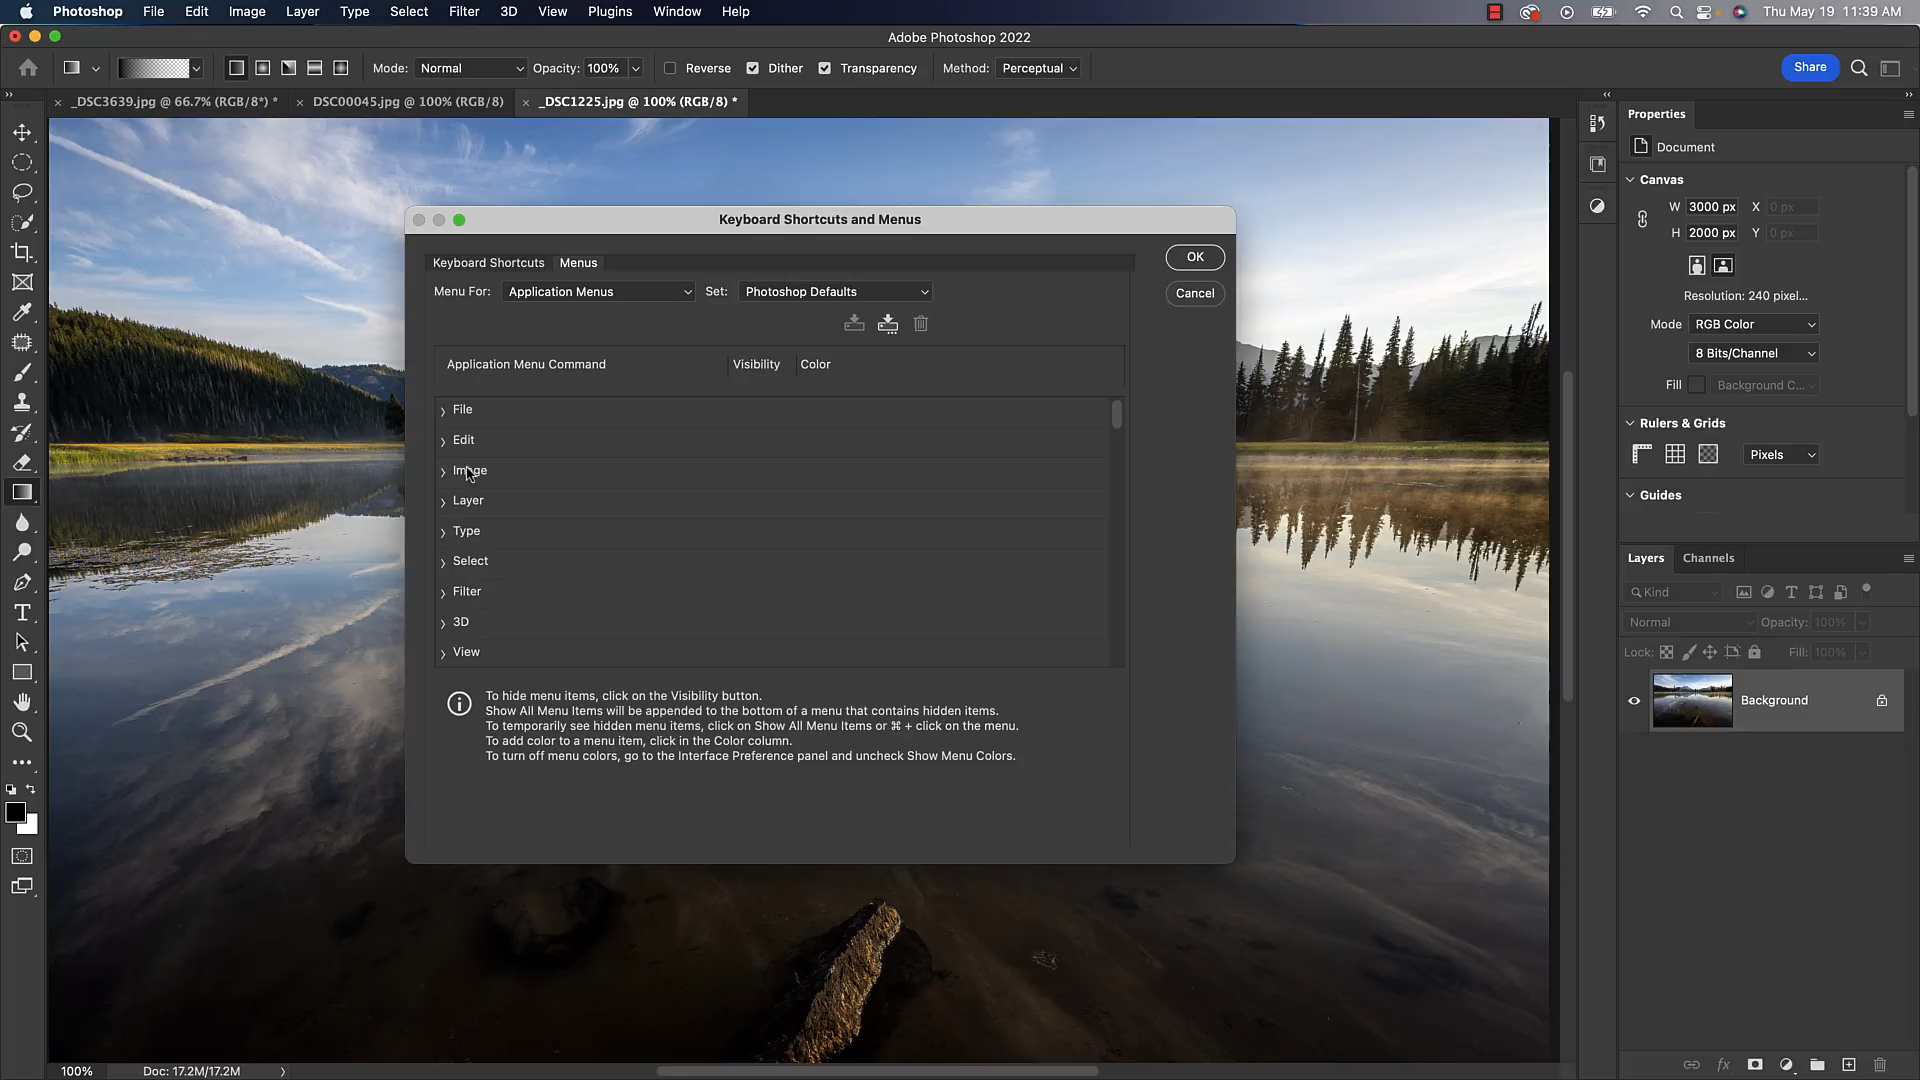 Photoshop File Edit Image Layer Type Select Filter 3D View Plugins Window Help Thu May 19 11:39 AM
Adobe Photoshop 2022
Mode: Normal Opacity: 100% Reverse Dither Transparency Method: Perceptual Share
_DSC3639.jpg @ 66.7% (RGB/8*) * DSC00045.jpg @ 100% (RGB/8) _DSC1225.jpg @ 100% (RGB/8) *
Properties
Document
Canvas
W 3000 px X 0 px
H 2000 px Y 0 px
Resolution: 240 pixel...
Mode RGB Color
8 Bits/Channel
Fill Background C...
Rulers & Grids
Pixels
Guides
Layers Channels
Kind
Normal Opacity: 100%
Lock: Fill: 100%
Background
Keyboard Shortcuts and Menus
Keyboard Shortcuts Menus
OK
Cancel
Menu For: Application Menus Set: Photoshop Defaults
Application Menu Command Visibility Color
File
Edit
Image
Layer
Type
Select
Filter
3D
View
To hide menu items, click on the Visibility button.
Show All Menu Items will be appended to the bottom of a menu that contains hidden items.
To temporarily see hidden menu items, click on Show All Menu Items or ⌘ + click on the menu.
To add color to a menu item, click in the Color column.
To turn off menu colors, go to the Interface Preference panel and uncheck Show Menu Colors.
100% Doc: 17.2M/17.2M